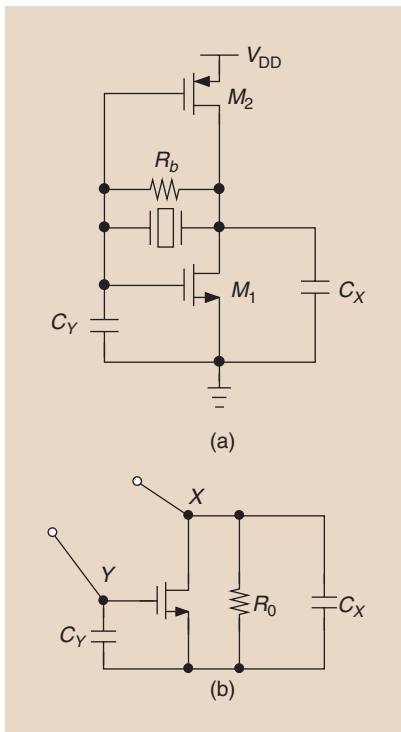 V_DD
M_2
R_b
M_1
C_X
C_Y
(a)
X
Y
R_0
C_X
C_Y
(b)